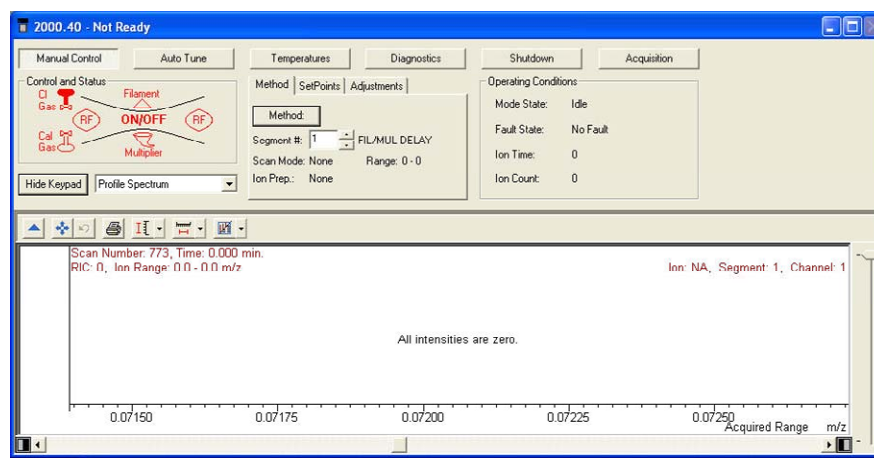 2000.40 - Not Ready
Manual Control Auto Tune Temperatures Diagnostics Shutdown Acquisition
Control and Status
CI Gas
Filament
RF ON/OFF RF
Cal Gas
Multiplier
Hide Keypad Profile Spectrum
Method SetPoints Adjustments
Method:
Segment #: 1 FIL/MUL DELAY
Scan Mode: None Range: 0 - 0
Ion Prep.: None
Operating Conditions
Mode State: Idle
Fault State: No Fault
Ion Time: 0
Ion Count: 0
Scan Number: 773, Time: 0.000 min.
RIC: 0, Ion Range: 0.0 - 0.0 m/z Ion: NA, Segment: 1, Channel: 1
All intensities are zero.
0.07150 0.07175 0.07200 0.07225 0.07250
Acquired Range m/z